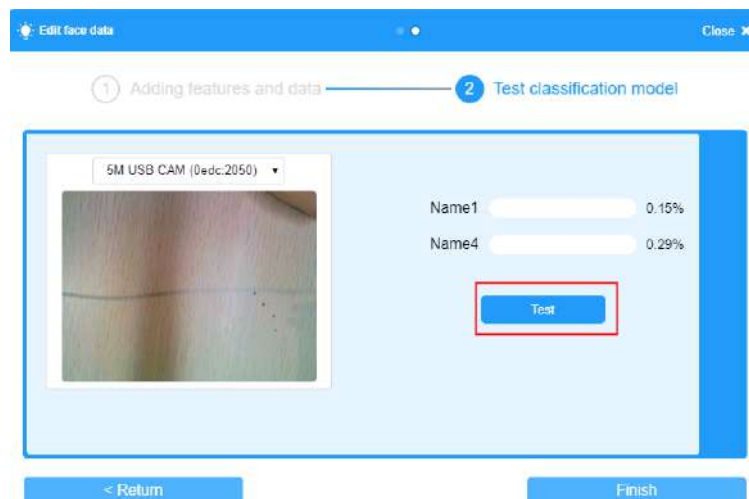 Edit face data
Close ×
1 Adding features and data
2 Test classification model
5M USB CAM (0edc:2050)
Name1 0.15%
Name4 0.29%
Test
< Return
Finish